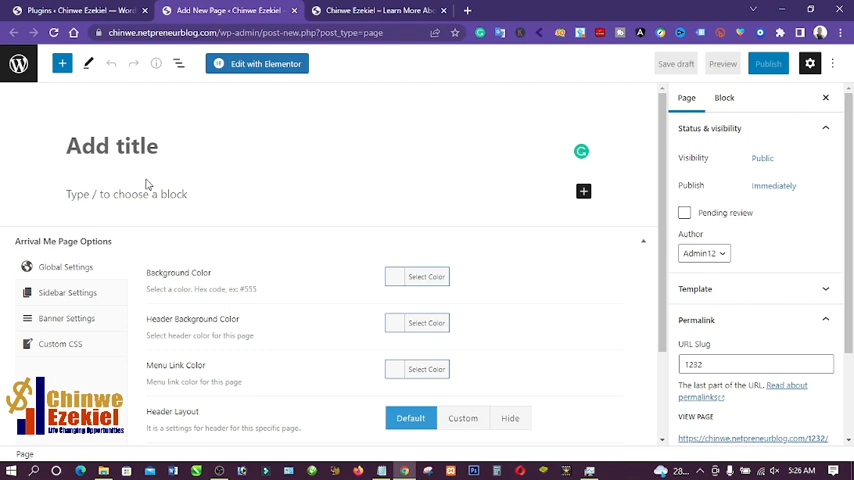 Plugins ‹ Chinwe Ezekiel — Word
Add New Page ‹ Chinwe Ezekiel
Chinwe Ezekiel – Learn More Abo
chinwe.netpreneurblog.com/wp-admin/post-new.php?post_type=page
Edit with Elementor
Save draft
Preview
Publish
Page
Block
Add title
Type / to choose a block
Status & visibility
Visibility
Public
Publish
Immediately
Pending review
Author
Admin12
Template
Permalink
URL Slug
1232
The last part of the URL. Read about
permalinks
VIEW PAGE
https://chinwe.netpreneurblog.com/1232/
Arrival Me Page Options
Global Settings
Sidebar Settings
Banner Settings
Custom CSS
Background Color
Select a color. Hex code, ex: #555
Select Color
Header Background Color
Select header color for this page
Select Color
Menu Link Color
Menu link color for this page
Select Color
Header Layout
It is a settings for header for this specific page.
Default
Custom
Hide
Chinwe
Ezekiel
Life Changing Opportunities
Page
28...
5:26 AM